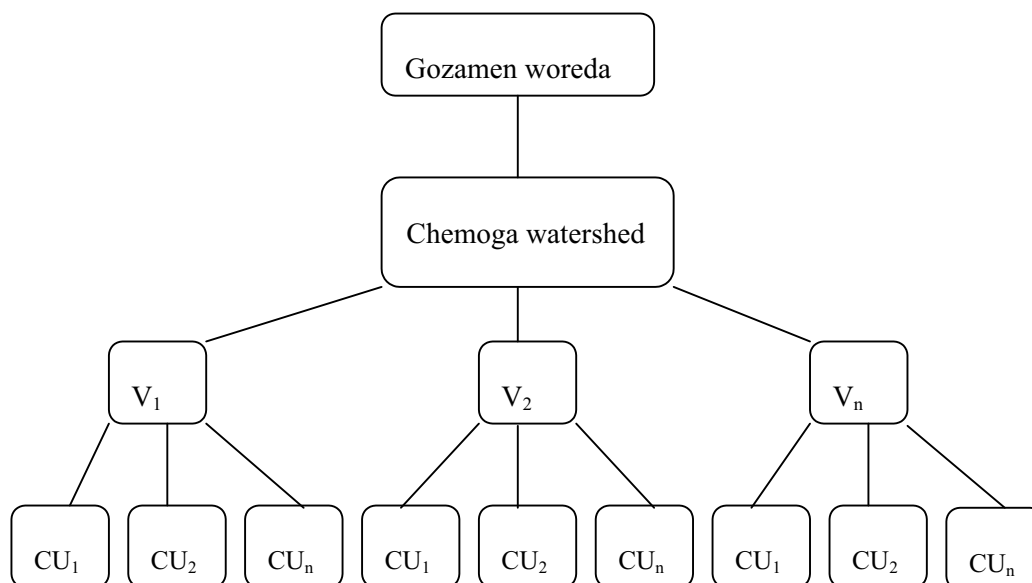 Gozamen woreda
Chemoga watershed
V₁ V₂ Vₙ
CU₁ CU₂ CUₙ CU₁ CU₂ CUₙ CU₁ CU₂ CUₙ